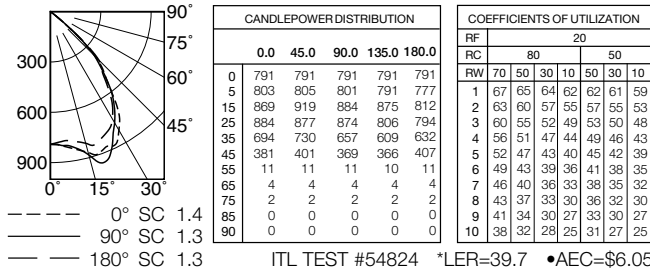 90°
75°
60°
45°
300
600
900
0° 15° 30°
0° SC 1.4
90° SC 1.3
180° SC 1.3
CANDLEPOWER DISTRIBUTION
0.0 45.0 90.0 135.0 180.0
0 791 791 791 791 791
5 803 805 801 791 777
15 869 919 884 875 812
25 884 877 874 806 794
35 694 730 657 609 632
45 381 401 369 366 407
55 11 11 11 10 11
65 4 4 4 4 4
75 2 2 2 2 2
85 0 0 0 0 0
90 0 0 0 0 0
COEFFICIENTS OF UTILIZATION
RF 20
RC 80 50
RW 70 50 30 10 50 30 10
1 67 65 64 62 62 61 59
2 63 60 57 55 57 55 53
3 60 55 52 49 53 50 48
4 56 51 47 44 49 46 43
5 52 47 43 40 45 42 39
6 49 43 39 36 41 38 35
7 46 40 36 33 38 35 32
8 43 37 33 30 36 32 30
9 41 34 30 27 33 30 27
10 38 32 28 25 31 27 25
ITL TEST #54824 *LER=39.7 •AEC=$6.05